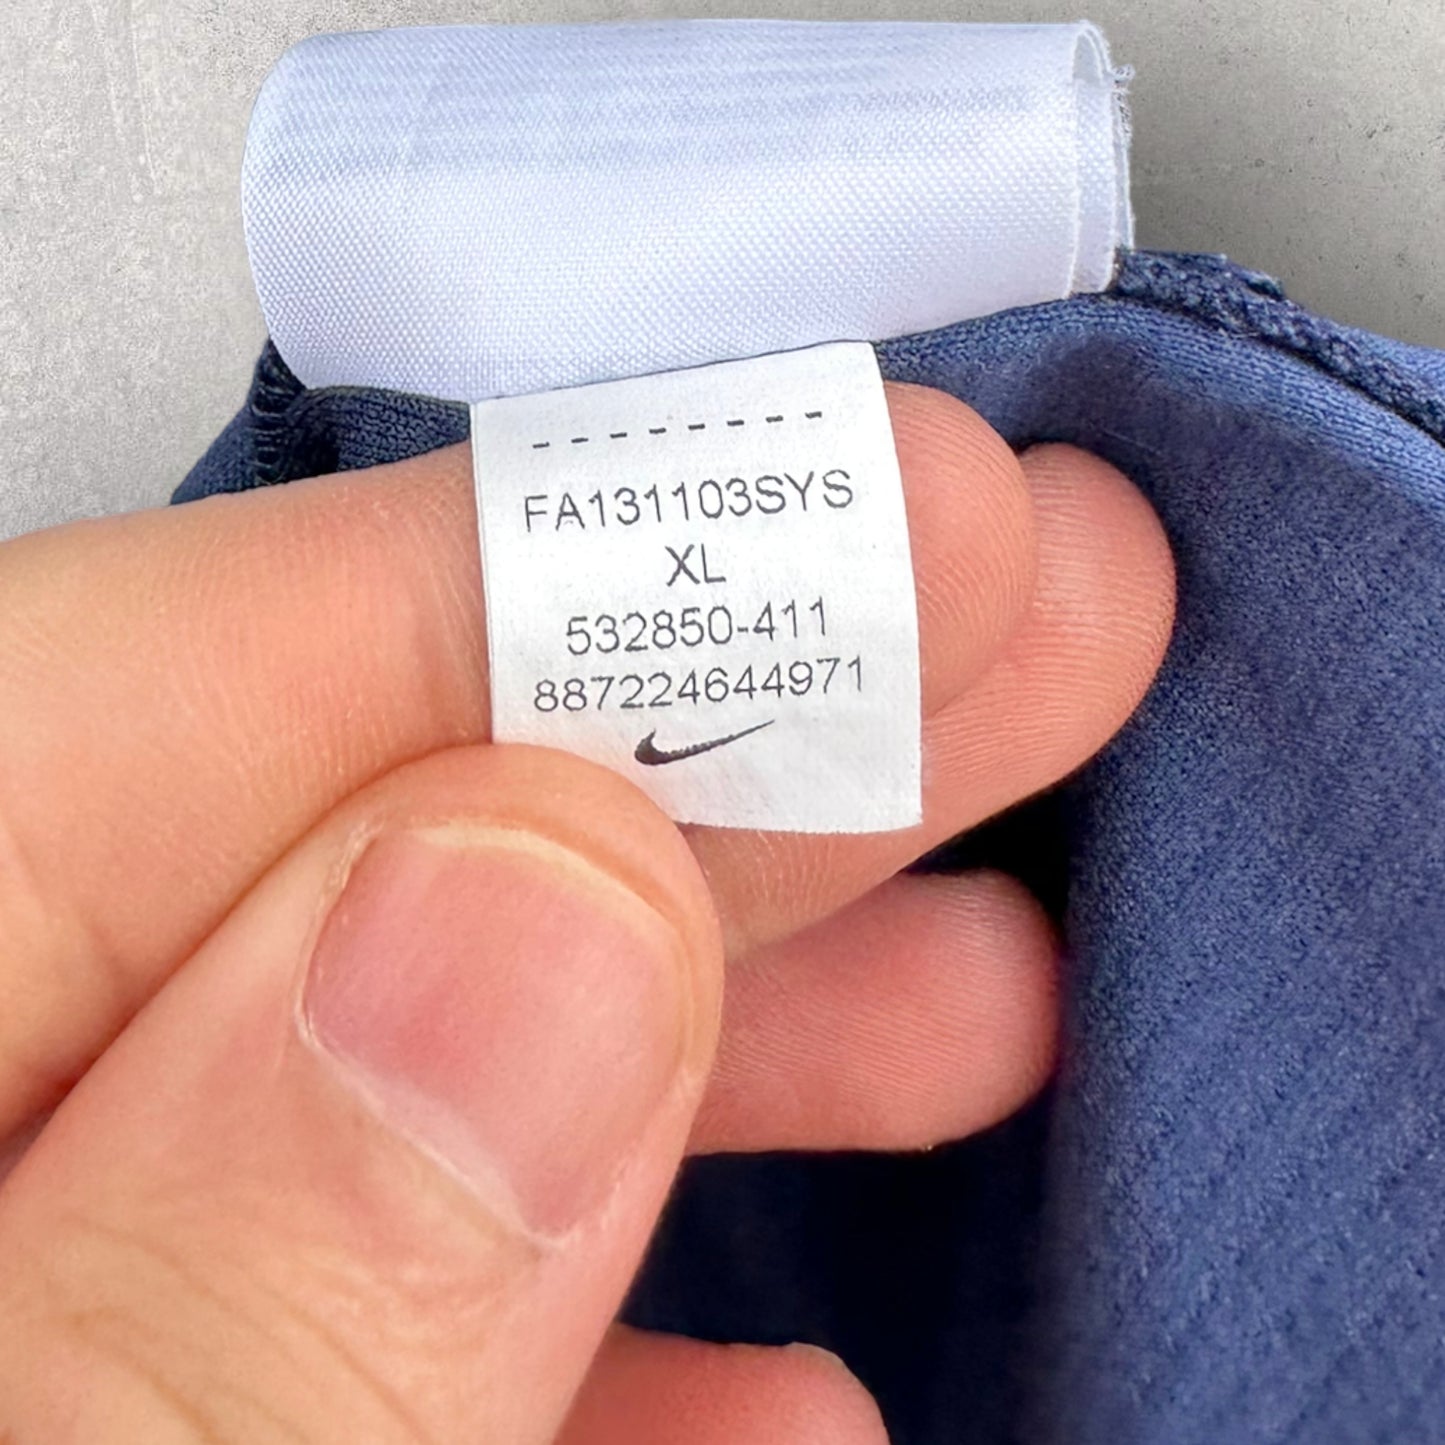 --------
FA131103SYS
XL
532850-411
887224644971